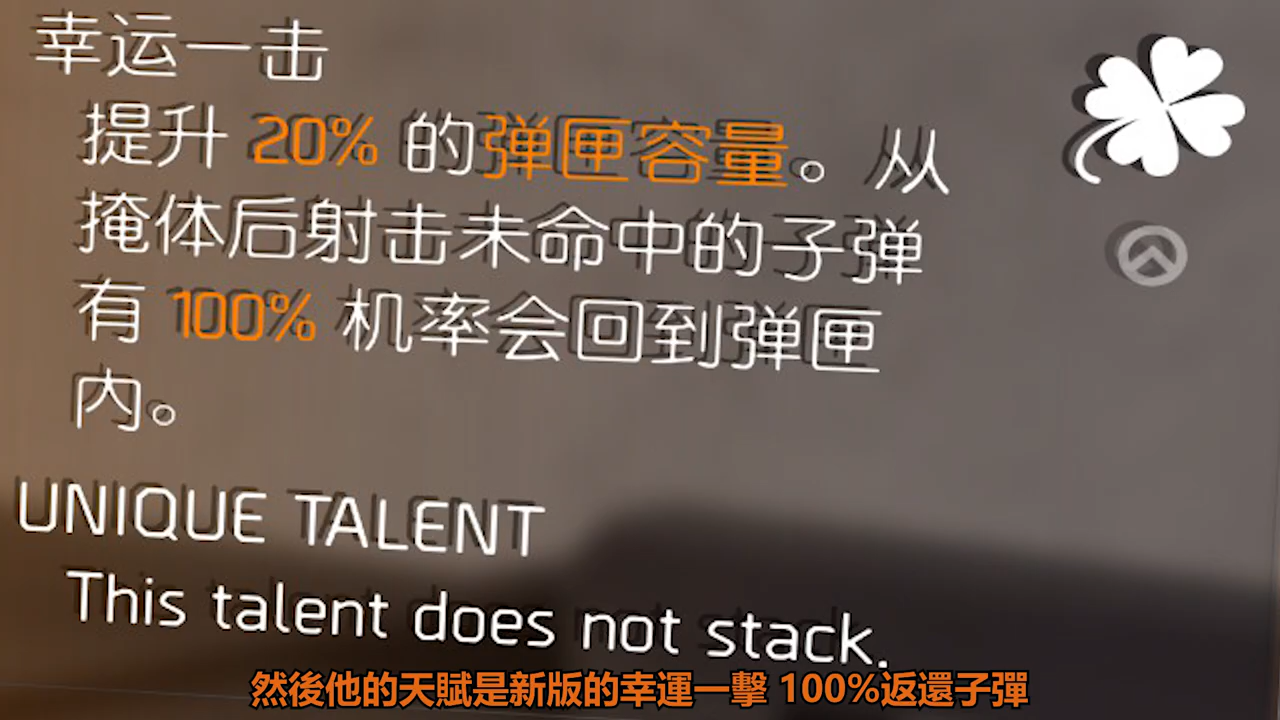 幸运一击
提升 20% 的弹匣容量。从
掩体后射击未命中的子弹
有 100% 机率会回到弹匣
内。
UNIQUE TALENT
This talent does not stack.
然後他的天賦是新版的幸運一擊 100%返還子彈